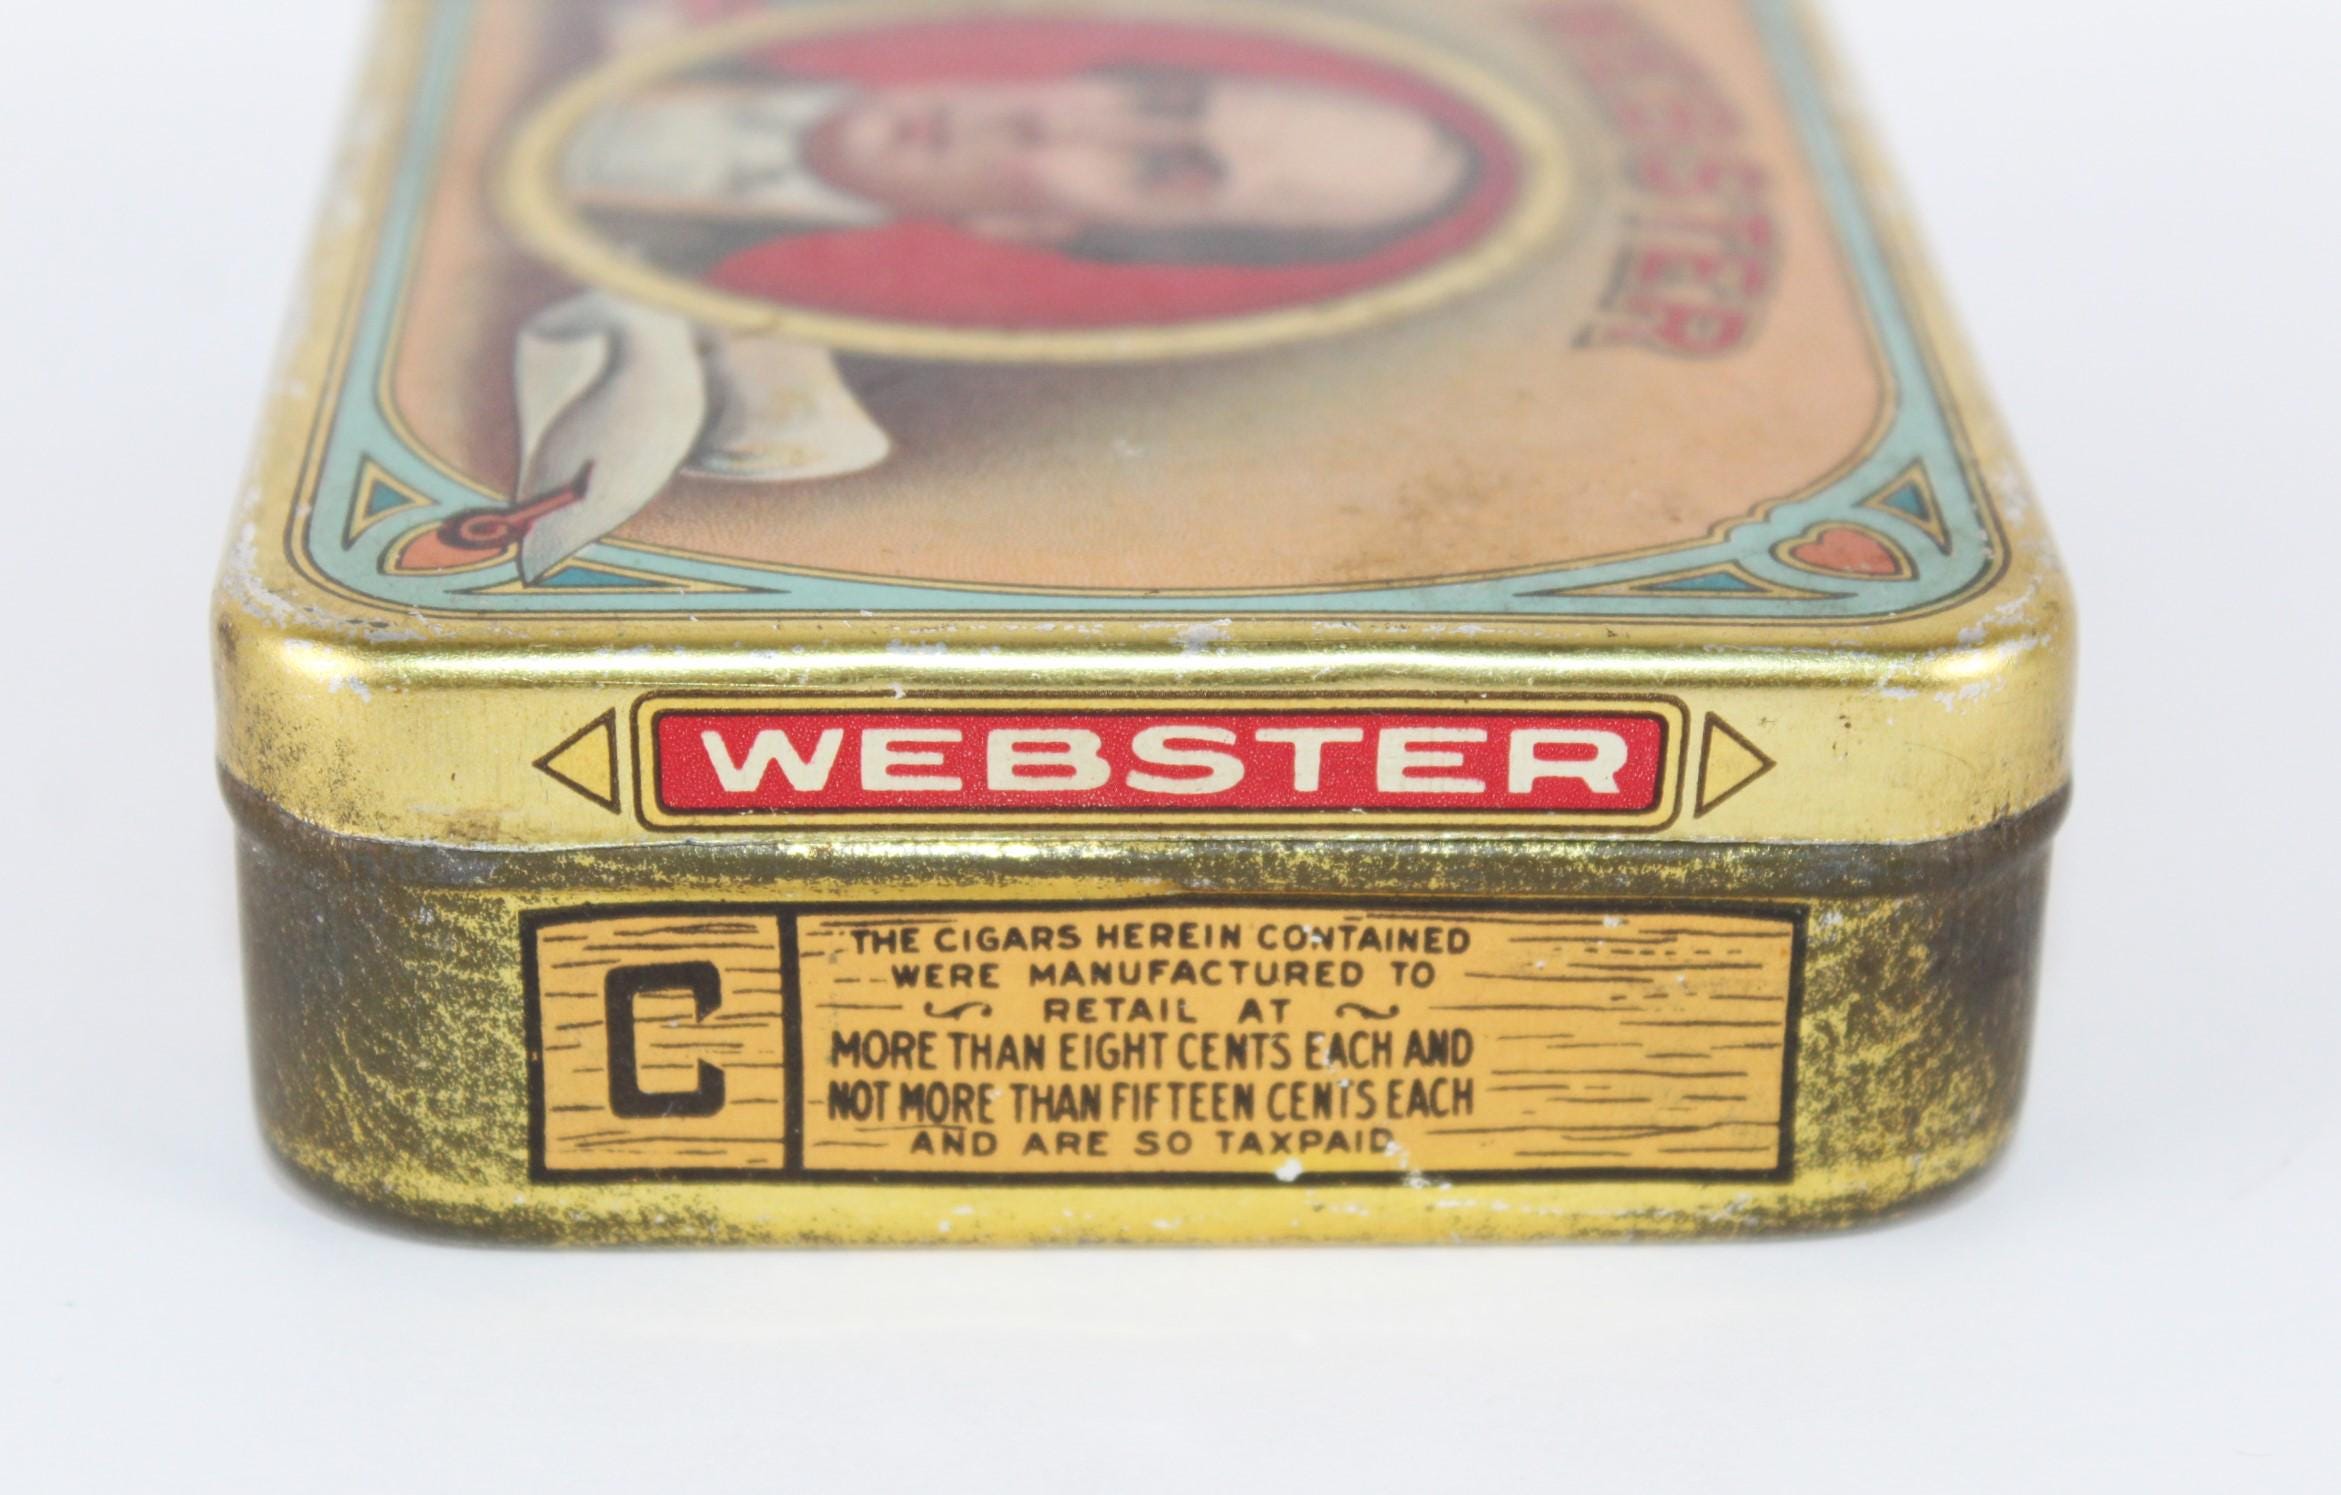 WEBSTER
WEBSTER
C
THE CIGARS HEREIN CONTAINED
WERE MANUFACTURED TO
RETAIL AT
MORE THAN EIGHT CENTS EACH AND
NOT MORE THAN FIFTEEN CENTS EACH
AND ARE SO TAXPAID